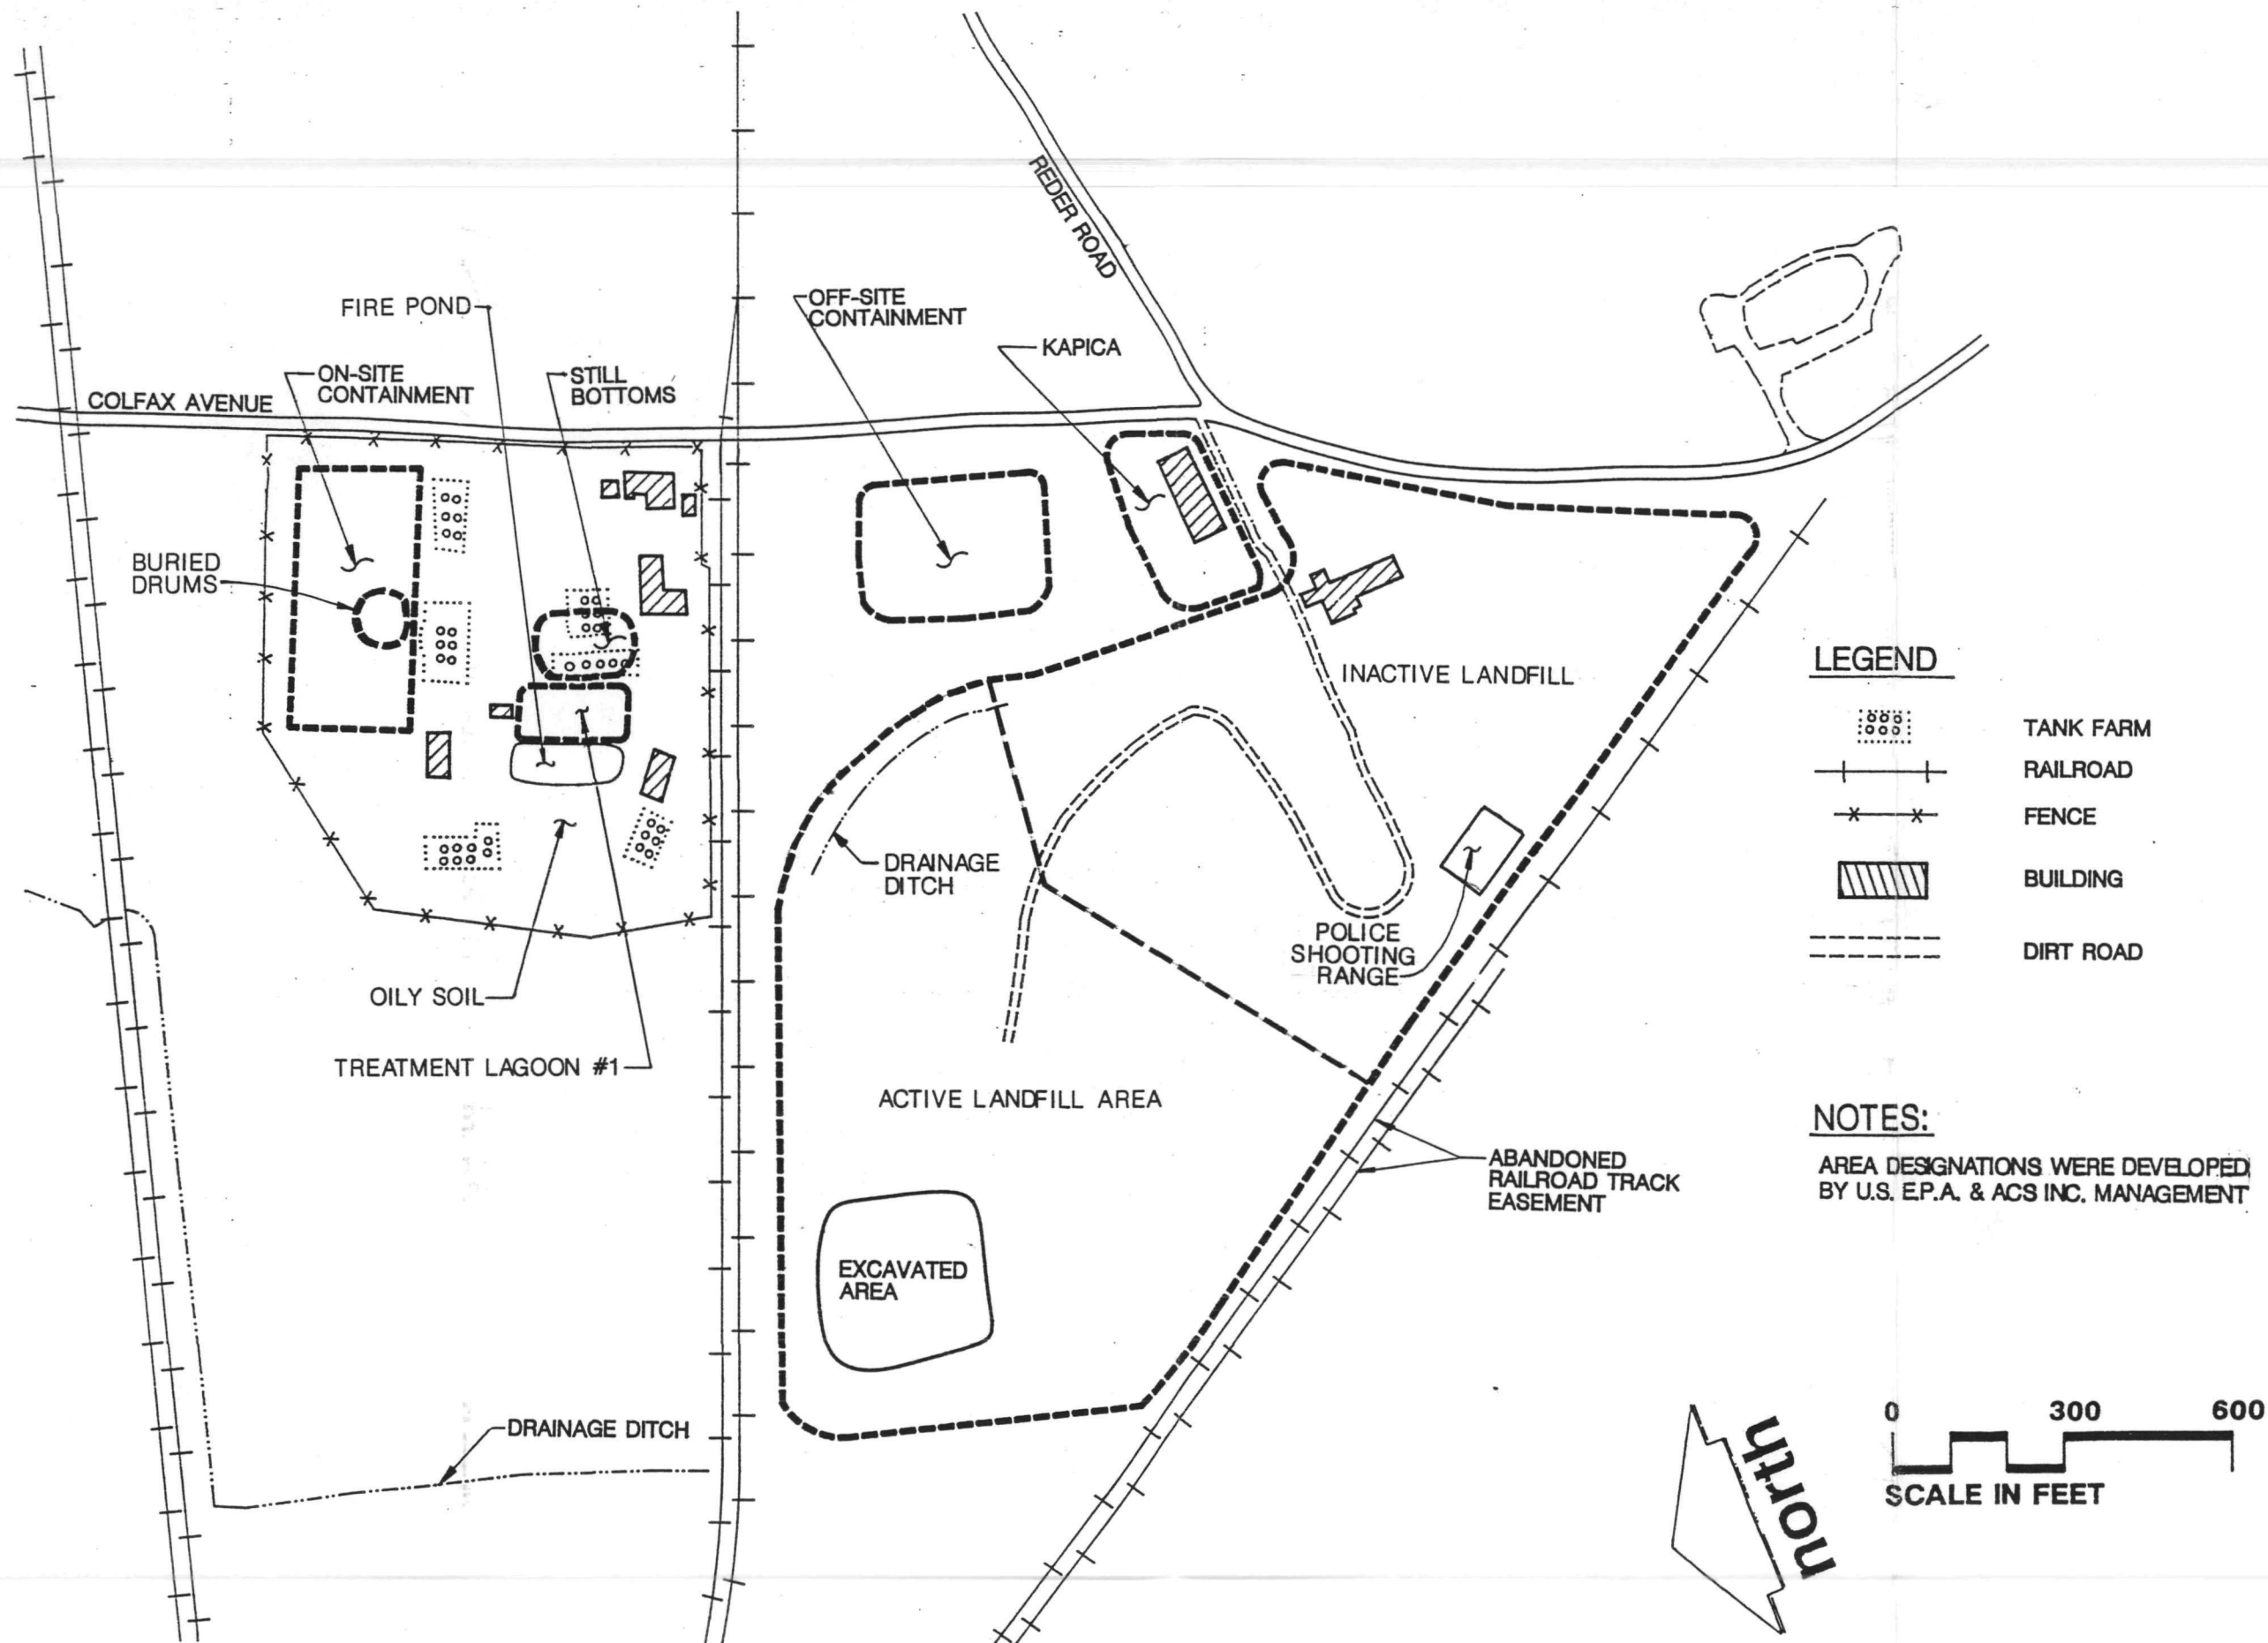 REDER ROAD
FIRE POND
OFF-SITE
CONTAINMENT
KAPICA
ON-SITE
CONTAINMENT
STILL
BOTTOMS
COLFAX AVENUE
BURIED
DRUMS
INACTIVE LANDFILL
DRAINAGE
DITCH
POLICE
SHOOTING
RANGE
OILY SOIL
TREATMENT LAGOON #1
ACTIVE LANDFILL AREA
ABANDONED
RAILROAD TRACK
EASEMENT
EXCAVATED
AREA
DRAINAGE DITCH
LEGEND
TANK FARM
RAILROAD
FENCE
BUILDING
DIRT ROAD
NOTES:
AREA DESIGNATIONS WERE DEVELOPED
BY U.S. E.P.A. & ACS INC. MANAGEMENT
north
0 300 600
SCALE IN FEET